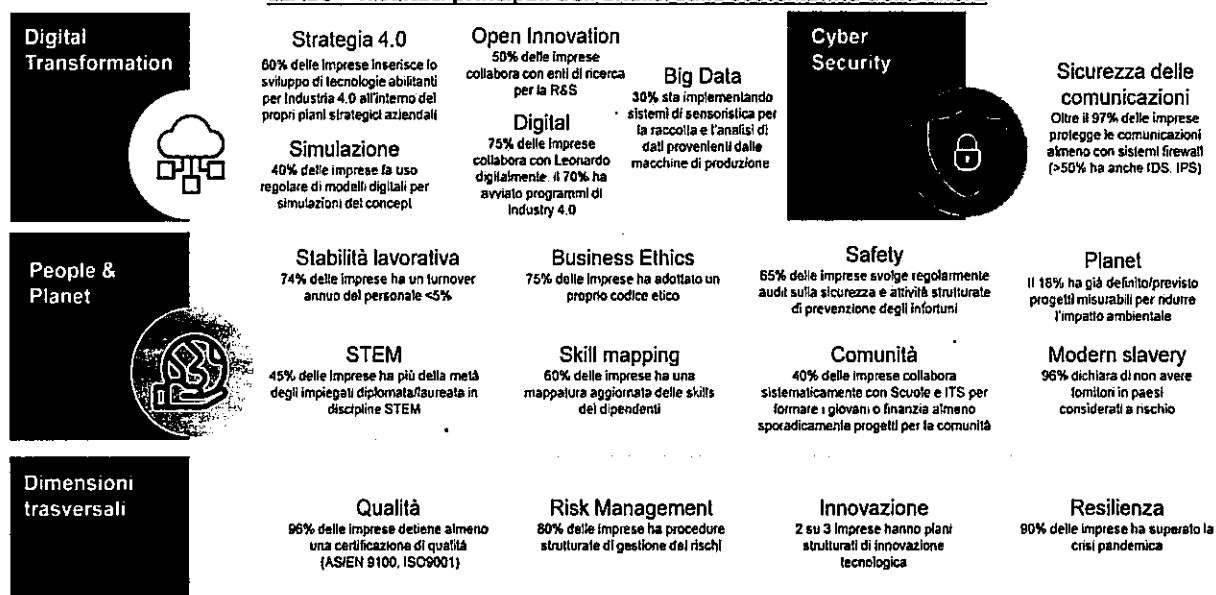 Digital
Transformation
Strategia 4.0
60% delle imprese inserisce lo
sviluppo di tecnologie abilitanti
per Industria 4.0 all'interno dei
propri piani strategici aziendali
Simulazione
40% delle imprese fa uso
regolare di modelli digitali per
simulazioni dei concept
Open Innovation
50% delle imprese
collabora con enti di ricerca
per la R&S
Digital
75% delle imprese
collabora con Leonardo
digitalmente. il 70% ha
avviato programmi di
Industry 4.0
Big Data
30% sta implementando
sistemi di sensoristica per
la raccolta e l'analisi di
dati provenienti dalle
macchine di produzione
Cyber
Security
Sicurezza delle
comunicazioni
Oltre il 97% delle imprese
protegge le comunicazioni
almeno con sistemi firewall
(>50% ha anche IDS. IPS)
People &
Planet
Stabilità lavorativa
74% delle imprese ha un turnover
annuo del personale <5%
Business Ethics
75% delle imprese ha adottato un
proprio codice etico
Safety
65% delle imprese svolge regolarmente
audit sulla sicurezza e attività strutturate
di prevenzione degli infortuni
Planet
Il 18% ha già definito/previsto
progetti misurabili per ridurre
l'impatto ambientale
STEM
45% delle imprese ha più della metà
degli impiegati diplomata/laureata in
discipline STEM
Skill mapping
60% delle imprese ha una
mappatura aggiornata delle skills
dei dipendenti
Comunità
40% delle imprese collabora
sistematicamente con Scuole e ITS per
formare i giovani o finanzia almeno
sporadicamente progetti per la comunità
Modern slavery
96% dichiara di non avere
fornitori in paesi
considerati a rischio
Dimensioni
trasversali
Qualità
96% delle imprese detiene almeno
una certificazione di qualità
(AS/EN 9100, ISO9001)
Risk Management
80% delle imprese ha procedure
strutturate di gestione dei rischi
Innovazione
2 su 3 imprese hanno piani
strutturati di innovazione
tecnologica
Resilienza
90% delle imprese ha superato la
crisi pandemica